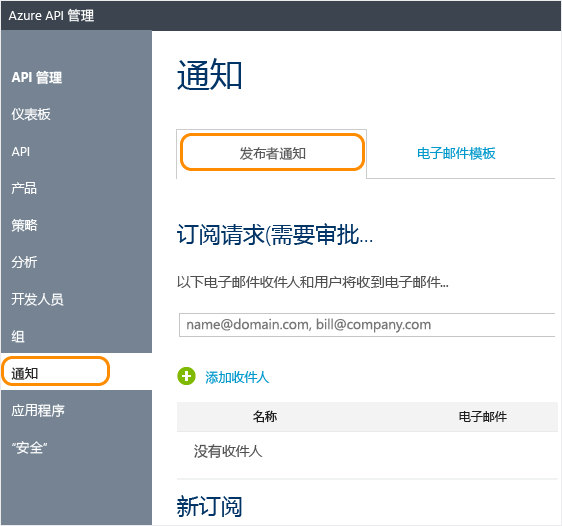 Azure API 管理
API 管理
仪表板
API
产品
策略
分析
开发人员
组
通知
应用程序
“安全”
通知
发布者通知 电子邮件模板
订阅请求(需要审批...
以下电子邮件收件人和用户将收到电子邮件...
name@domain.com, bill@company.com
添加收件人
名称 电子邮件
没有收件人
新订阅